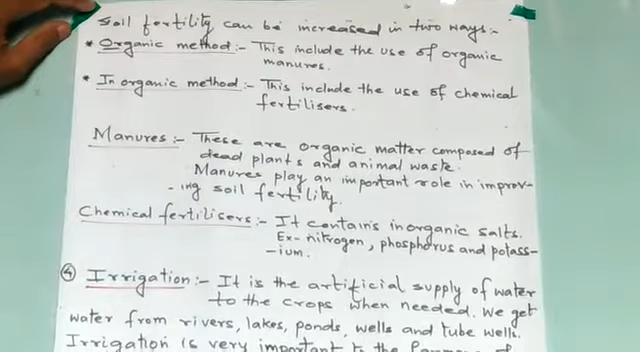 Soil fertility can be increased in two ways:-
* Organic method:- This include the use of organic
manures.
* In organic method:- This include the use of chemical
fertilisers.
Manures:- These are organic matter composed of
dead plants and animal waste.
Manures play an important role in improv-
-ing soil fertility.
Chemical fertilisers:- It contains inorganic salts.
Ex- nitrogen, phosphorus and potass-
-ium.
④ Irrigation:- It is the artificial supply of water
to the crops when needed. We get
water from rivers, lakes, ponds, wells and tube wells.
Irrigation is very important to the